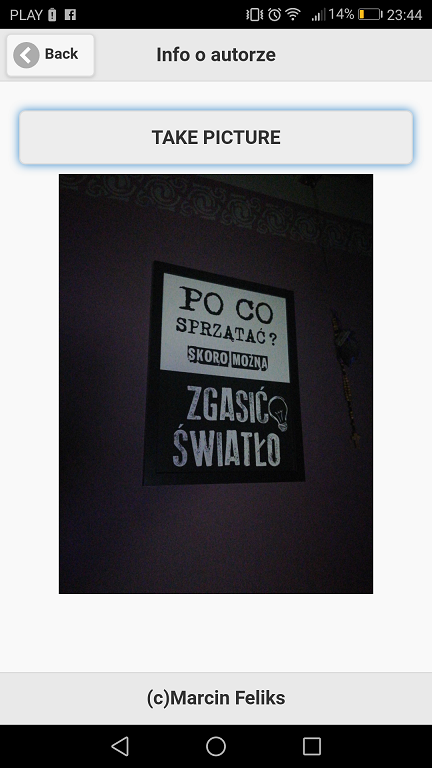 PLAY 14% 23:44
Back Info o autorze
TAKE PICTURE
PO CO
SPRZĄTAĆ?
SKORO MOŻNA
ZGASIĆ
ŚWIATŁO
(c)Marcin Feliks